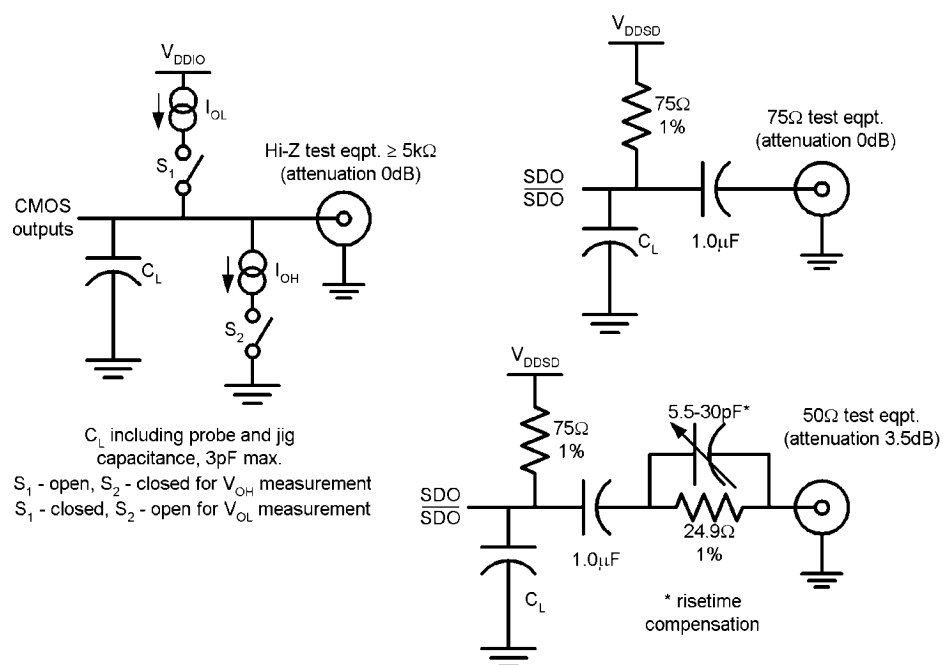 V_DDIO
I_OL
S_1
Hi-Z test eqpt. ≥ 5kΩ
(attenuation 0dB)
CMOS
outputs
C_L
I_OH
S_2
C_L including probe and jig
capacitance, 3pF max.
S_1 - open, S_2 - closed for V_OH measurement
S_1 - closed, S_2 - open for V_OL measurement
V_DDSD
75Ω
1%
75Ω test eqpt.
(attenuation 0dB)
SDO
SDO
C_L
1.0μF
V_DDSD
75Ω
1%
5.5-30pF*
50Ω test eqpt.
(attenuation 3.5dB)
SDO
SDO
C_L
1.0μF
24.9Ω
1%
* risetime
compensation